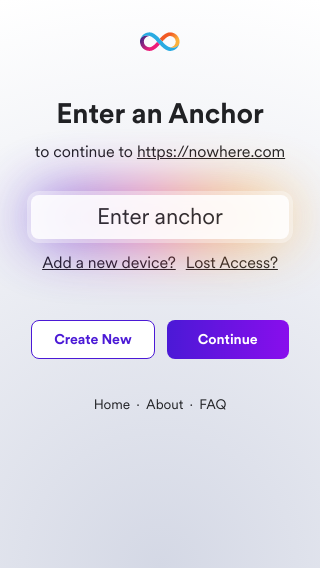 Enter an Anchor
to continue to https://nowhere.com
Enter anchor
Add a new device? Lost Access?
Create New Continue
Home · About · FAQ